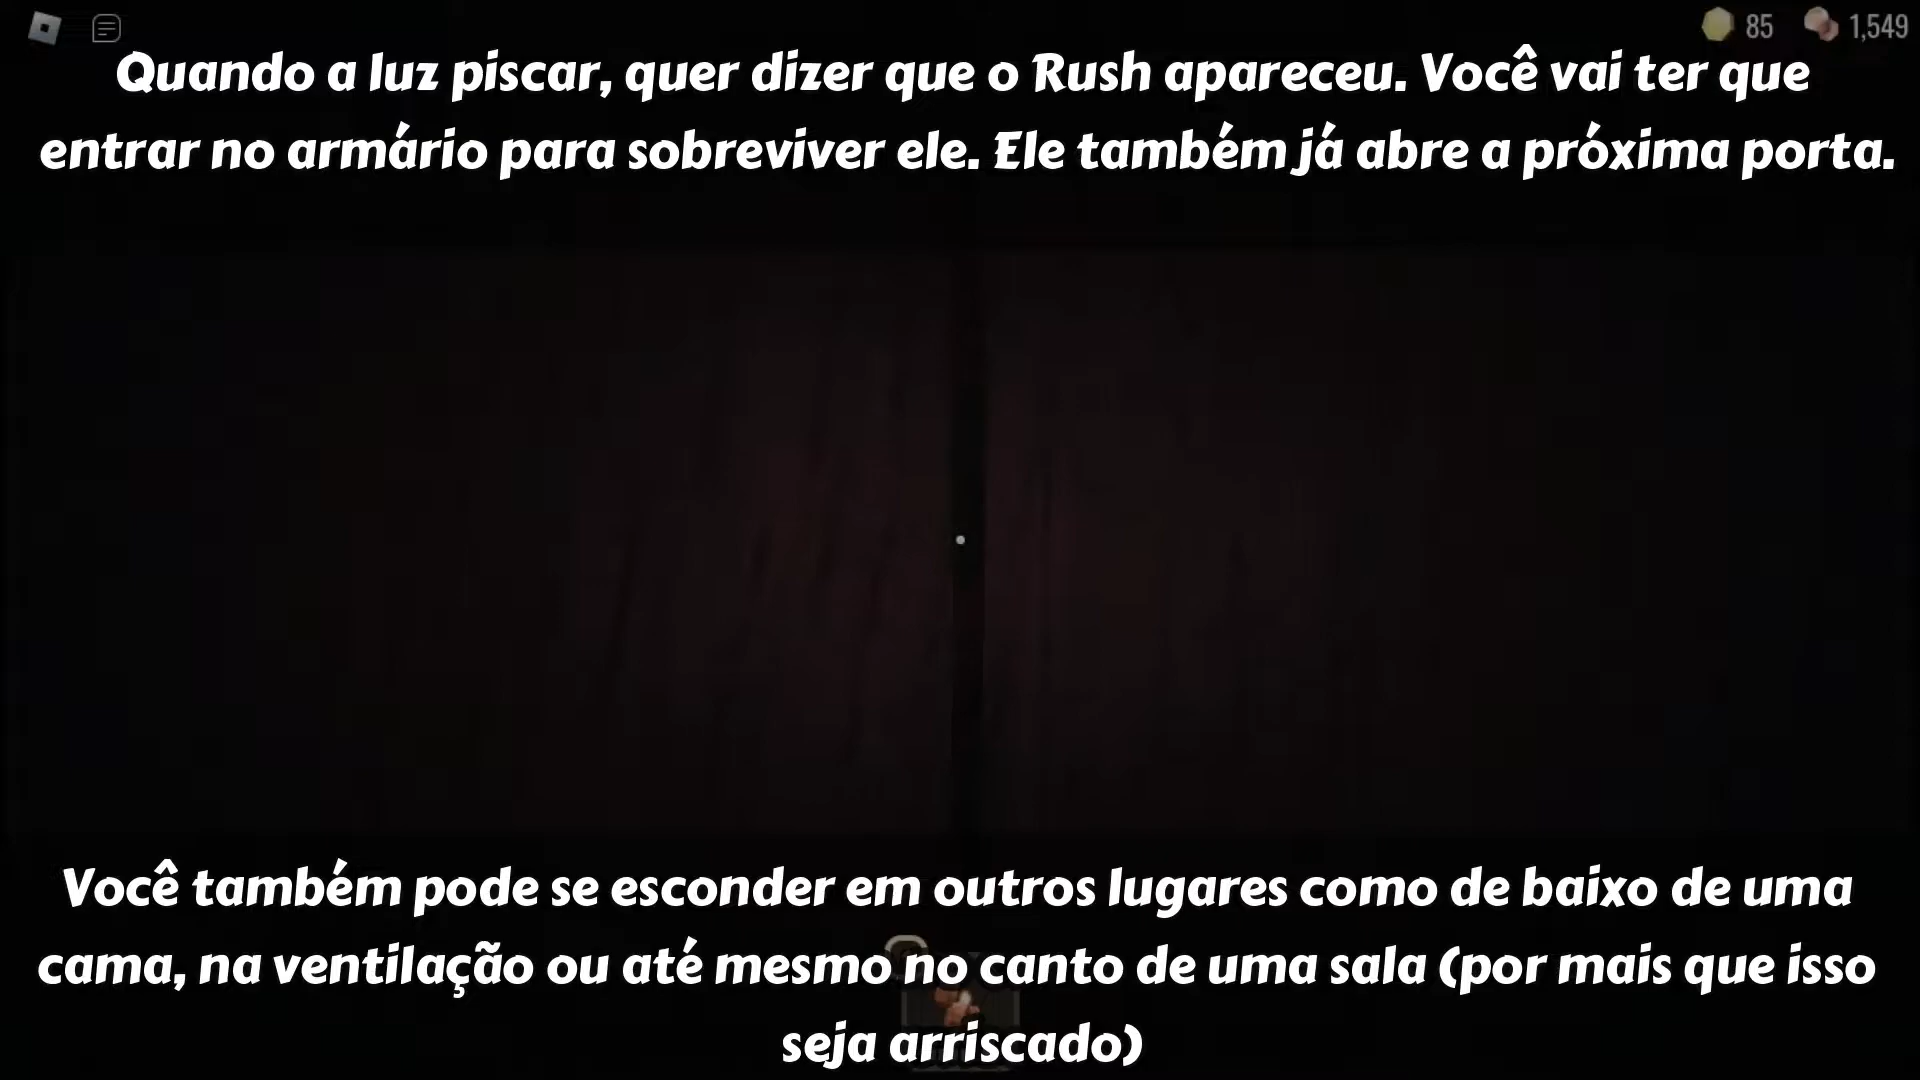 85 1,549
Quando a luz piscar, quer dizer que o Rush apareceu. Você vai ter que
entrar no armário para sobreviver ele. Ele também já abre a próxima porta.
Você também pode se esconder em outros lugares como de baixo de uma
cama, na ventilação ou até mesmo no canto de uma sala (por mais que isso
seja arriscado)